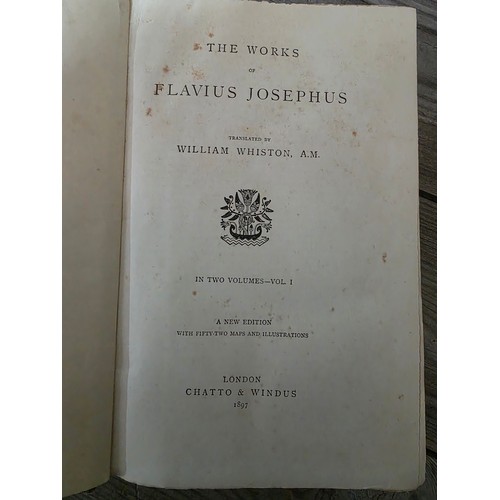 THE WORKS
OF
FLAVIUS JOSEPHUS
TRANSLATED BY
WILLIAM WHISTON, A.M.
IN TWO VOLUMES—VOL. I
A NEW EDITION
WITH FIFTY-TWO MAPS AND ILLUSTRATIONS
LONDON
CHATTO & WINDUS
1897